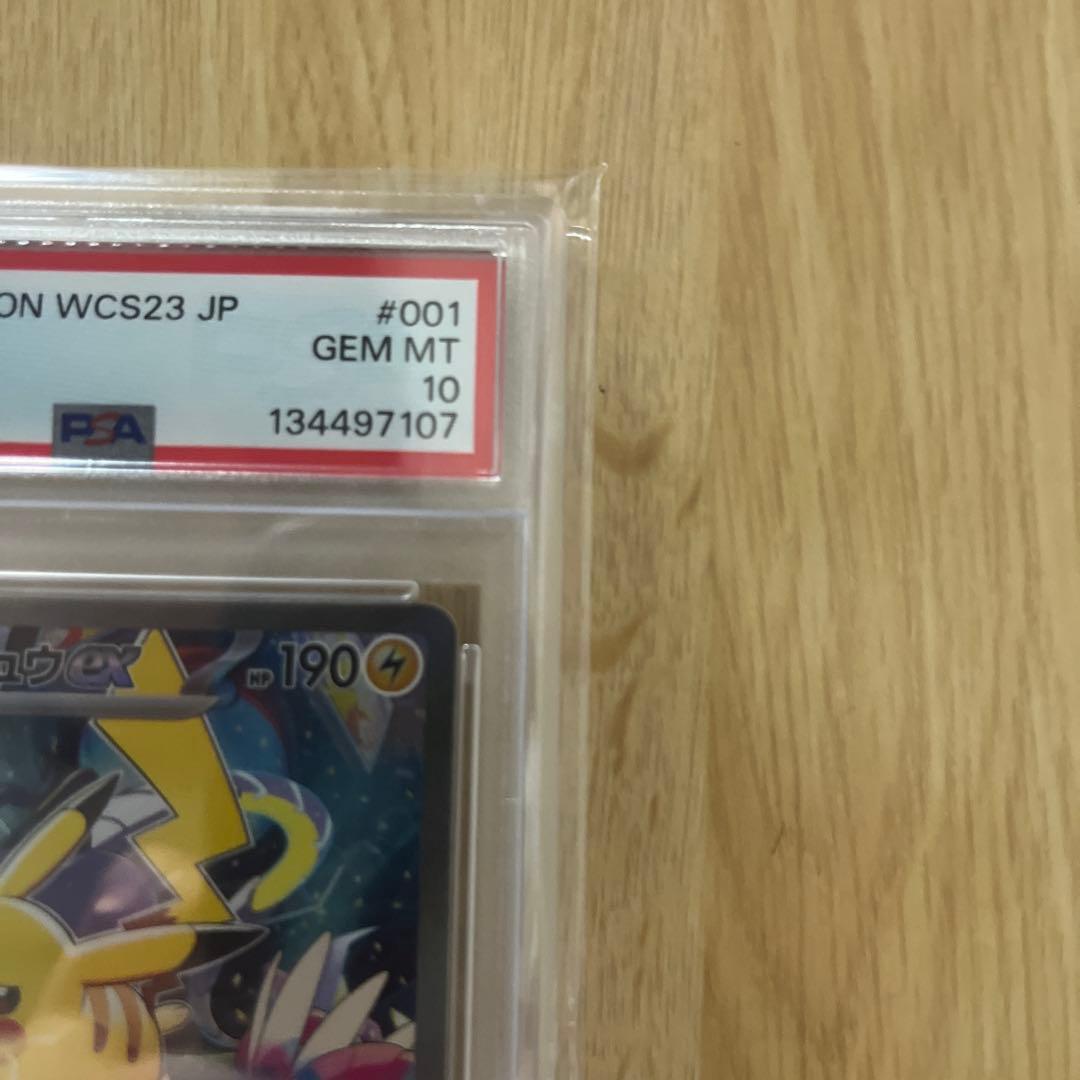 ON WCS23 JP #001
GEM MT
10
PSA 134497107
ュウex HP 190